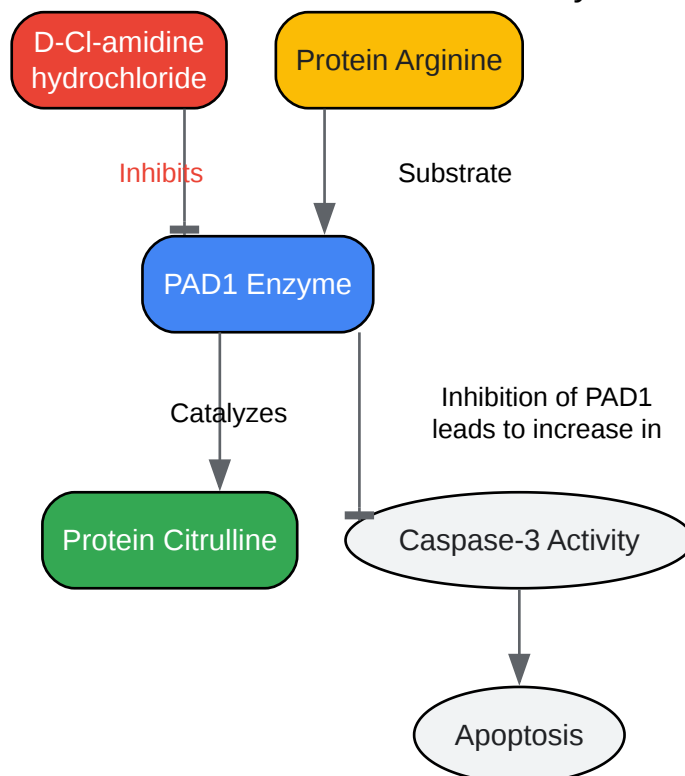 D-Cl-amidine
hydrochloride
Protein Arginine
Inhibits
Substrate
PAD1 Enzyme
Catalyzes
Inhibition of PAD1
leads to increase in
Protein Citrulline
Caspase-3 Activity
Apoptosis